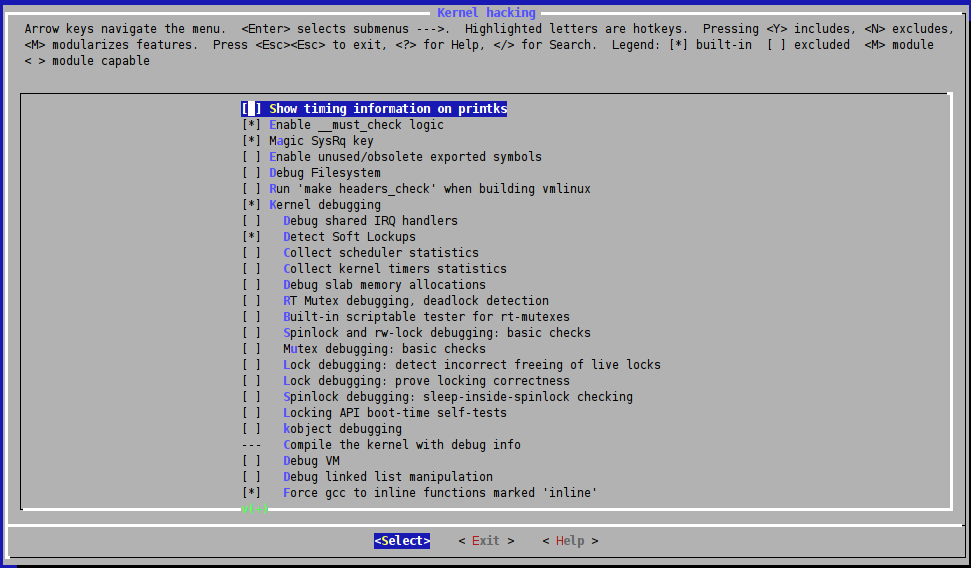 Kernel hacking
Arrow keys navigate the menu.  <Enter> selects submenus --->.  Highlighted letters are hotkeys.  Pressing <Y> includes, <N> excludes,
<M> modularizes features.  Press <Esc><Esc> to exit, <?> for Help, </> for Search.  Legend: [*] built-in  [ ] excluded  <M> module
< > module capable
[ ] Show timing information on printks
[*] Enable __must_check logic
[*] Magic SysRq key
[ ] Enable unused/obsolete exported symbols
[ ] Debug Filesystem
[ ] Run 'make headers_check' when building vmlinux
[*] Kernel debugging
[ ]   Debug shared IRQ handlers
[*]   Detect Soft Lockups
[ ]   Collect scheduler statistics
[ ]   Collect kernel timers statistics
[ ]   Debug slab memory allocations
[ ]   RT Mutex debugging, deadlock detection
[ ]   Built-in scriptable tester for rt-mutexes
[ ]   Spinlock and rw-lock debugging: basic checks
[ ]   Mutex debugging: basic checks
[ ]   Lock debugging: detect incorrect freeing of live locks
[ ]   Lock debugging: prove locking correctness
[ ]   Spinlock debugging: sleep-inside-spinlock checking
[ ]   Locking API boot-time self-tests
[ ]   kobject debugging
---   Compile the kernel with debug info
[ ]   Debug VM
[ ]   Debug linked list manipulation
[*]   Force gcc to inline functions marked 'inline'
<Select>    < Exit >    < Help >